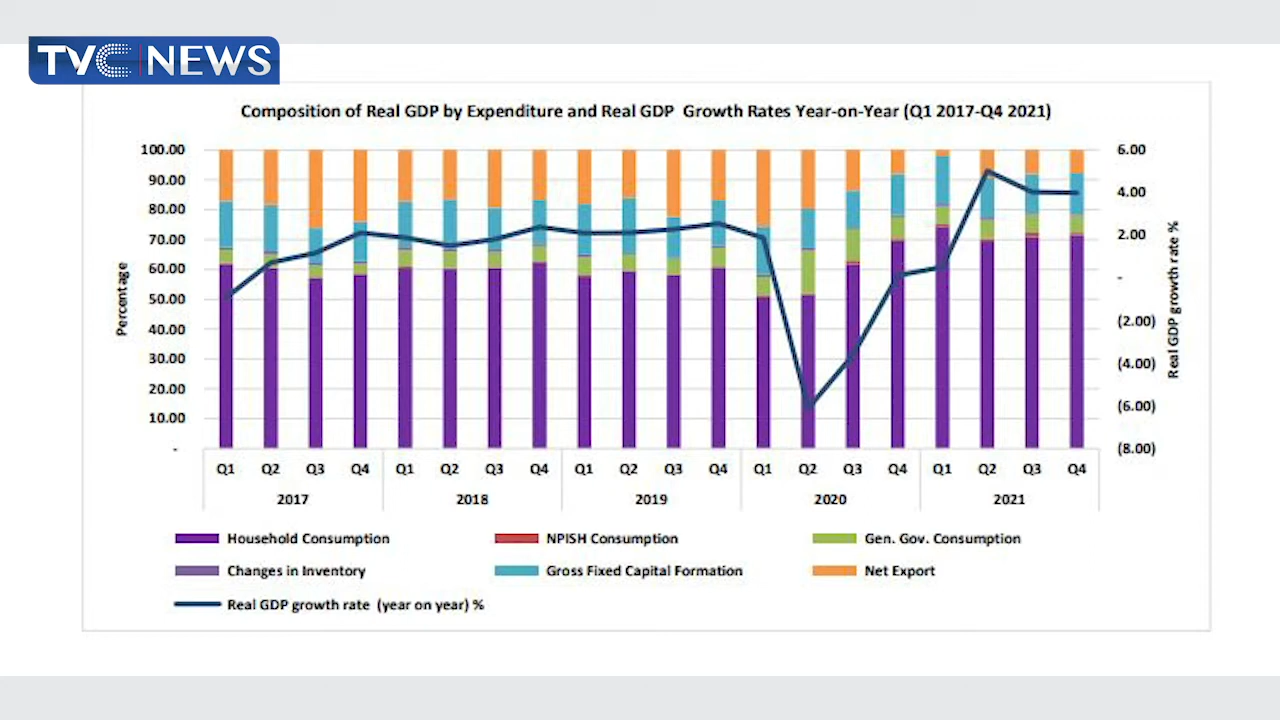 TVC NEWS
Composition of Real GDP by Expenditure and Real GDP Growth Rates Year-on-Year (Q1 2017-Q4 2021)
100.00
90.00
80.00
70.00
60.00
50.00
40.00
30.00
20.00
10.00
-
Percentage
6.00
4.00
2.00
-
(2.00)
(4.00)
(6.00)
(8.00)
Real GDP growth rate %
Q1 Q2 Q3 Q4 Q1 Q2 Q3 Q4 Q1 Q2 Q3 Q4 Q1 Q2 Q3 Q4 Q1 Q2 Q3 Q4
2017 2018 2019 2020 2021
Household Consumption NPISH Consumption Gen. Gov. Consumption
Changes in Inventory Gross Fixed Capital Formation Net Export
Real GDP growth rate (year on year) %